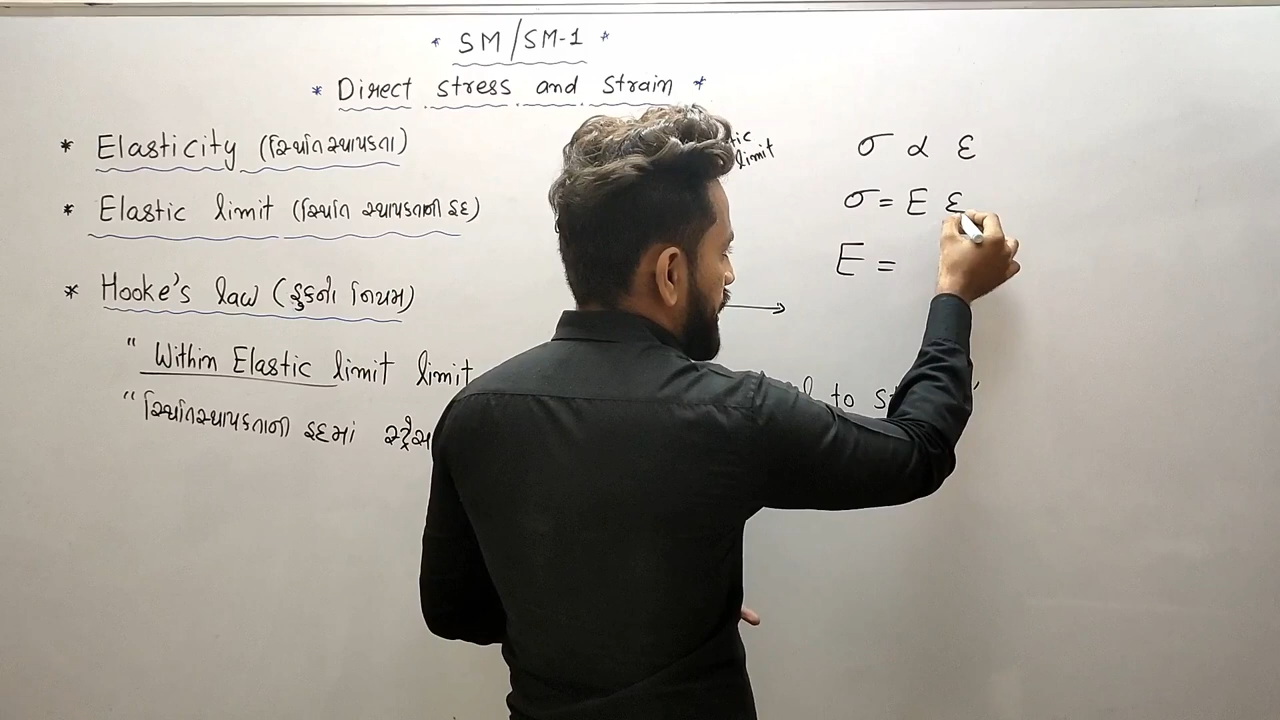 * SM/SM-1 *
* Direct stress and strain *
* Elasticity (સ્થિતિસ્થાપકતા)
* Elastic limit (સ્થિતિ સ્થાપકતાની હદ)
* Hooke's law (હુકનો નિયમ)
" Within Elastic limit limit
" સ્થિતિસ્થાપકતાની હદમાં સ્ટ્રેસ
limit
to
σ ∝ ε
σ = E ε
E =